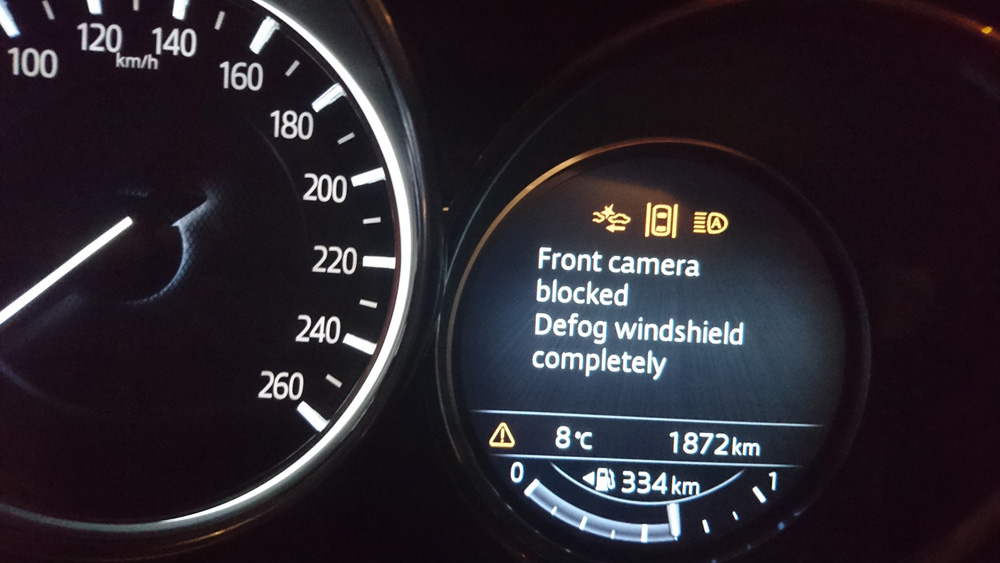 100
120
140
km/h
160
180
200
220
240
260
A
Front camera
blocked
Defog windshield
completely
8°C
1872km
0
334km
1